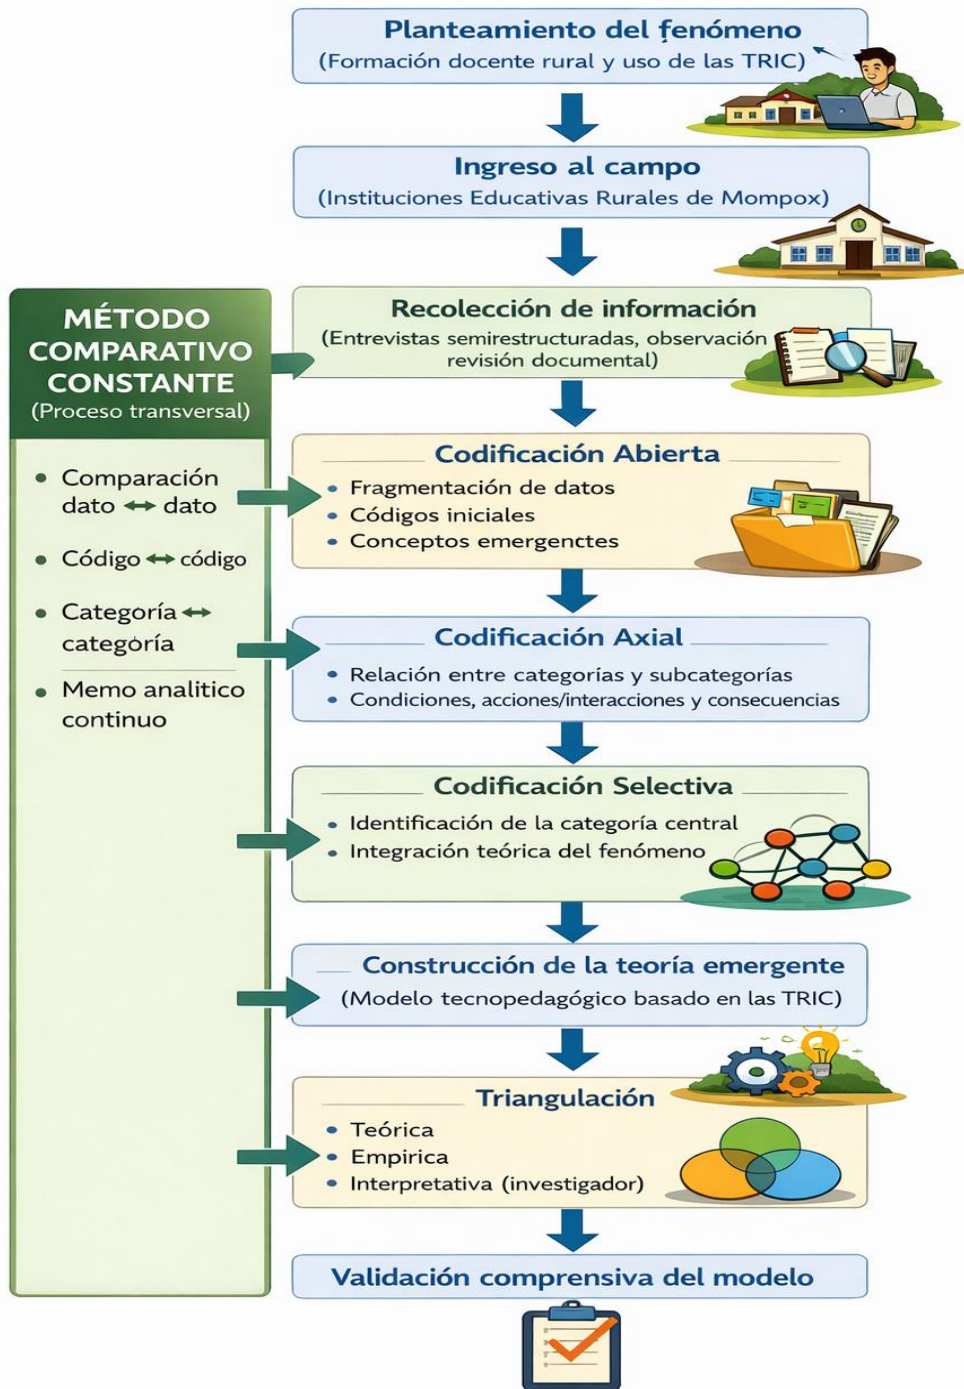 Planteamiento del fenómeno
(Formación docente rural y uso de las TRIC)
Ingreso al campo
(Instituciones Educativas Rurales de Mompox)
MÉTODO
COMPARATIVO
CONSTANTE
(Proceso transversal)
Comparación
dato ↔ dato
Código ↔ código
Categoría ↔
categoría
Memo analitico
continuo
Recolección de información
(Entrevistas semirestructuradas, observación
revisión documental)
Codificación Abierta
Fragmentación de datos
Códigos iniciales
Conceptos emergenctes
Codificación Axial
Relación entre categorías y subcategorías
Condiciones, acciones/interacciones y consecuencias
Codificación Selectiva
Identificación de la categoría central
Integración teórica del fenómeno
Construcción de la teoría emergente
(Modelo tecnopedagógico basado en las TRIC)
Triangulación
Teórica
Empirica
Interpretativa (investigador)
Validación comprensiva del modelo